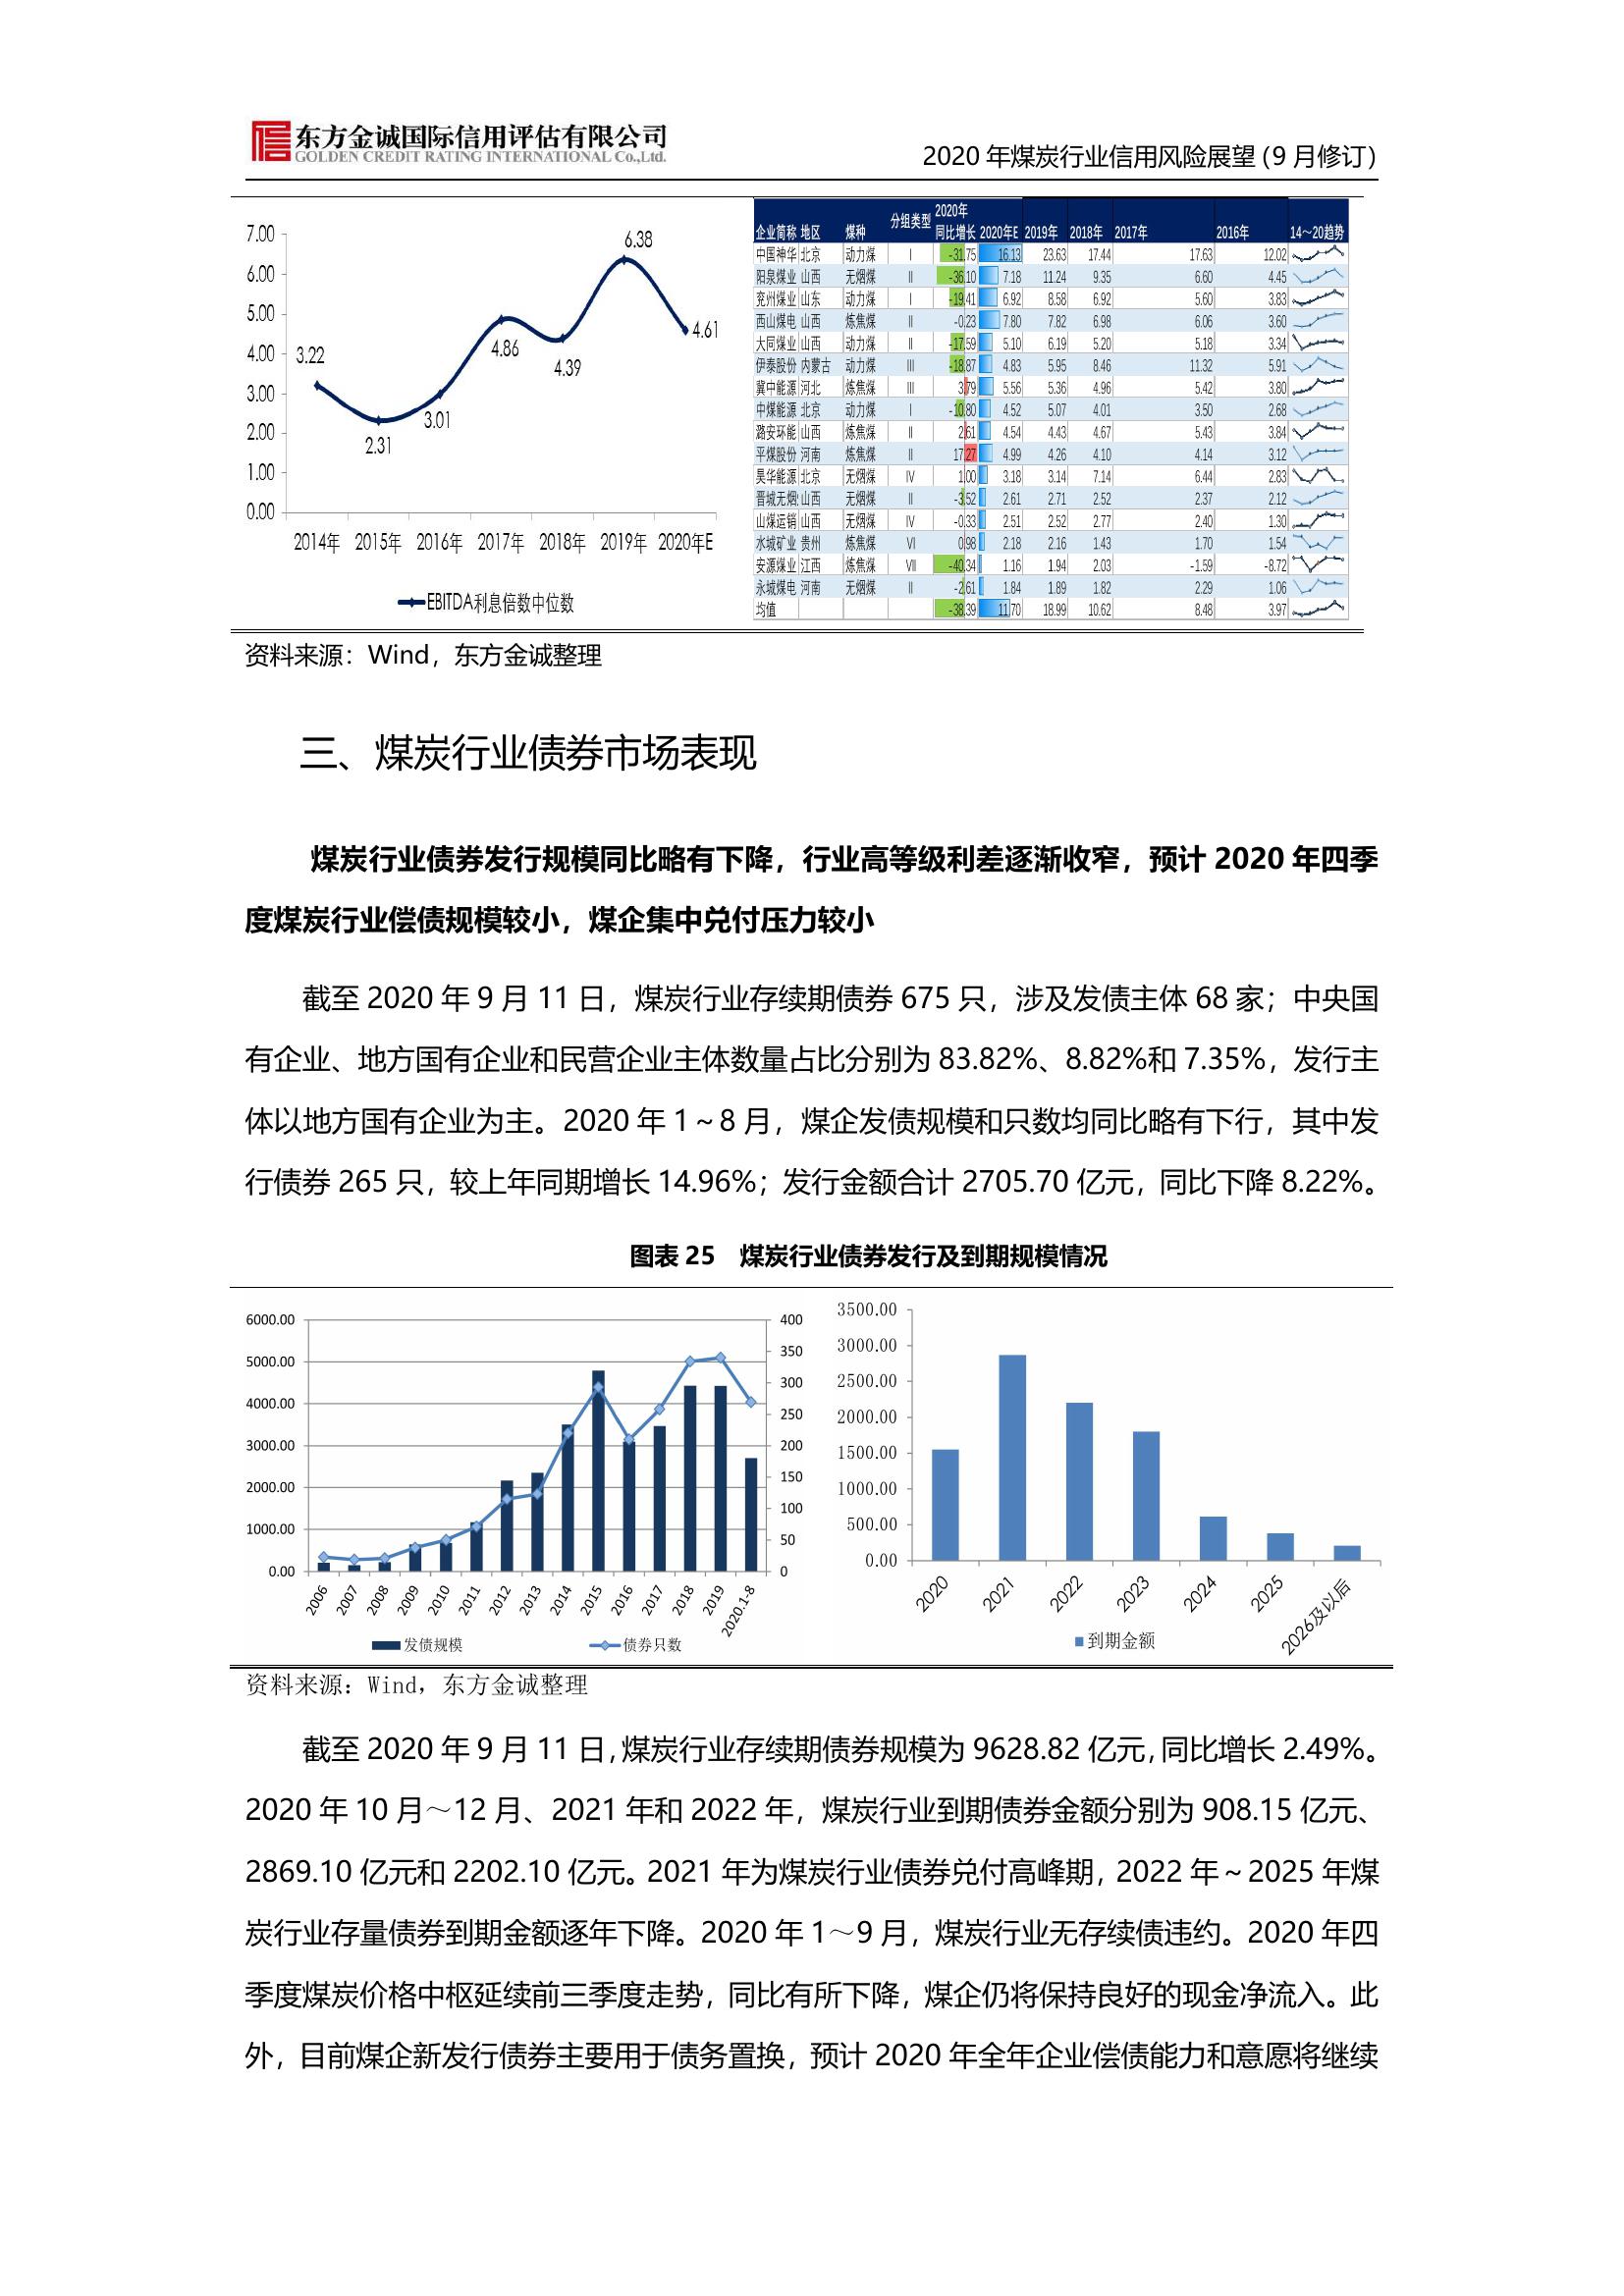 东方金诚国际信用评估有限公司
GOLDEN CREDIT RATING INTERNATIONAL Co.,Ltd.
2020 年煤炭行业信用风险展望(9 月修订)
7.00
6.00
5.00
4.00
3.00
2.00
1.00
0.00
3.22
2.31
3.01
4.86
4.39
6.38
4.61
2014年 2015年 2016年 2017年 2018年 2019年 2020年E
EBITDA利息倍数中位数
企业简称 地区 煤种 分组类型 2020年同比增长 2020年E 2019年 2018年 2017年 2016年 14～20趋势
中国神华 北京 动力煤 I -31.75 16.13 23.63 17.44 17.63 12.02
阳泉煤业 山西 无烟煤 II -36.10 7.18 11.24 9.35 6.60 4.45
兖州煤业 山东 动力煤 I -19.41 6.92 8.58 6.92 5.60 3.83
西山煤电 山西 炼焦煤 II -0.23 7.80 7.82 6.98 6.06 3.60
大同煤业 山西 动力煤 II -17.59 5.10 6.19 5.20 5.18 3.34
伊泰股份 内蒙古 动力煤 III -18.87 4.83 5.95 8.46 11.32 5.91
冀中能源 河北 炼焦煤 III 3.79 5.56 5.36 4.96 5.42 3.80
中煤能源 北京 动力煤 I -10.80 4.52 5.07 4.01 3.50 2.68
潞安环能 山西 炼焦煤 II 2.61 4.54 4.43 4.67 5.43 3.84
平煤股份 河南 炼焦煤 II 17.27 4.99 4.26 4.10 4.14 3.12
昊华能源 北京 无烟煤 IV 1.00 3.18 3.14 7.14 6.44 2.83
晋城无烟 山西 无烟煤 II -3.52 2.61 2.71 2.52 2.37 2.12
山煤运销 山西 无烟煤 IV -0.33 2.51 2.52 2.77 2.40 1.30
水城矿业 贵州 炼焦煤 VI 0.98 2.18 2.16 1.43 1.70 1.54
安源煤业 江西 炼焦煤 VII -40.34 1.16 1.94 2.03 -1.59 -8.72
永城煤电 河南 无烟煤 II -2.61 1.84 1.89 1.82 2.29 1.06
均值 -38.39 11.70 18.99 10.62 8.48 3.97
资料来源：Wind，东方金诚整理
三、煤炭行业债券市场表现
煤炭行业债券发行规模同比略有下降，行业高等级利差逐渐收窄，预计 2020 年四季
度煤炭行业偿债规模较小，煤企集中兑付压力较小
截至 2020 年 9 月 11 日，煤炭行业存续期债券 675 只，涉及发债主体 68 家；中央国
有企业、地方国有企业和民营企业主体数量占比分别为 83.82%、8.82%和 7.35%，发行主
体以地方国有企业为主。2020 年 1～8 月，煤企发债规模和只数均同比略有下行，其中发
行债券 265 只，较上年同期增长 14.96%；发行金额合计 2705.70 亿元，同比下降 8.22%。
图表 25 煤炭行业债券发行及到期规模情况
6000.00
5000.00
4000.00
3000.00
2000.00
1000.00
0.00
400
350
300
250
200
150
100
50
0
2006 2007 2008 2009 2010 2011 2012 2013 2014 2015 2016 2017 2018 2019 2020.1-8
发债规模 债券只数
3500.00
3000.00
2500.00
2000.00
1500.00
1000.00
500.00
0.00
2020 2021 2022 2023 2024 2025 2026及以后
到期金额
资料来源：Wind，东方金诚整理
截至 2020 年 9 月 11 日，煤炭行业存续期债券规模为 9628.82 亿元，同比增长 2.49%。
2020 年 10 月～12 月、2021 年和 2022 年，煤炭行业到期债券金额分别为 908.15 亿元、
2869.10 亿元和 2202.10 亿元。2021 年为煤炭行业债券兑付高峰期，2022 年～2025 年煤
炭行业存量债券到期金额逐年下降。2020 年 1～9 月，煤炭行业无存续债违约。2020 年四
季度煤炭价格中枢延续前三季度走势，同比有所下降，煤企仍将保持良好的现金净流入。此
外，目前煤企新发行债券主要用于债务置换，预计 2020 年全年企业偿债能力和意愿将继续